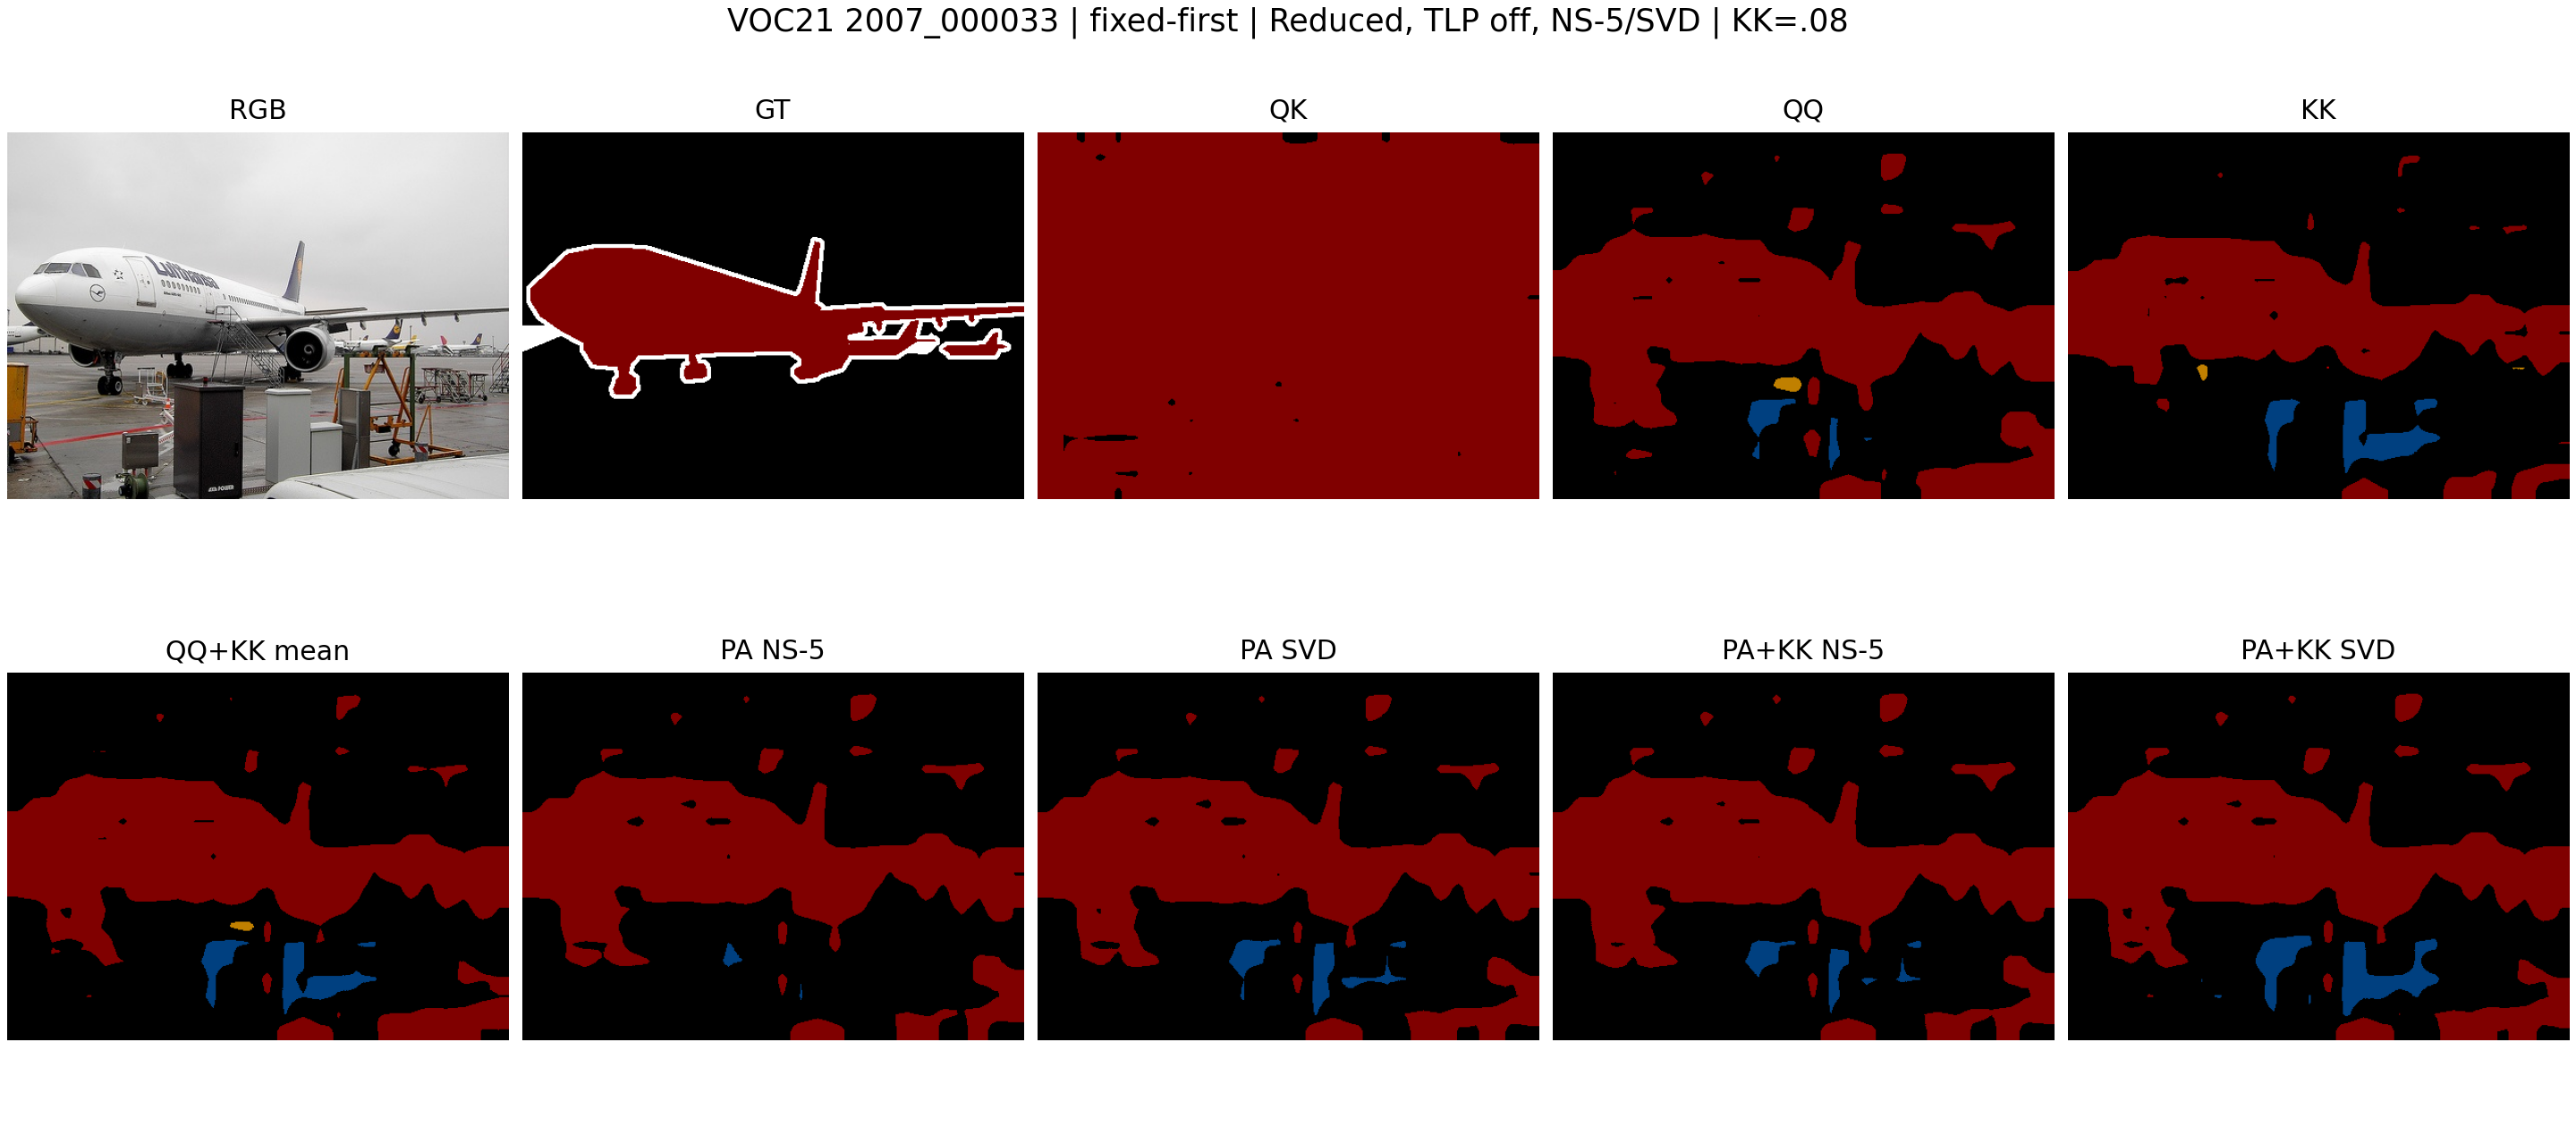 VOC21 2007_000033 | fixed-first | Reduced, TLP off, NS-5/SVD | KK=.08
RGB
GT
QK
QQ
KK
Lufthansa
QQ+KK mean
PA NS-5
PA SVD
PA+KK NS-5
PA+KK SVD